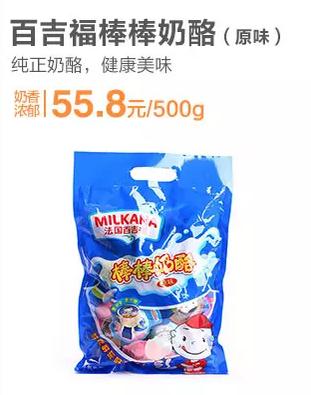 百吉福棒棒奶酪（原味）
纯正奶酪，健康美味
奶香
浓郁
55.8元/500g
MILKANA
法国百吉福
棒棒奶酪